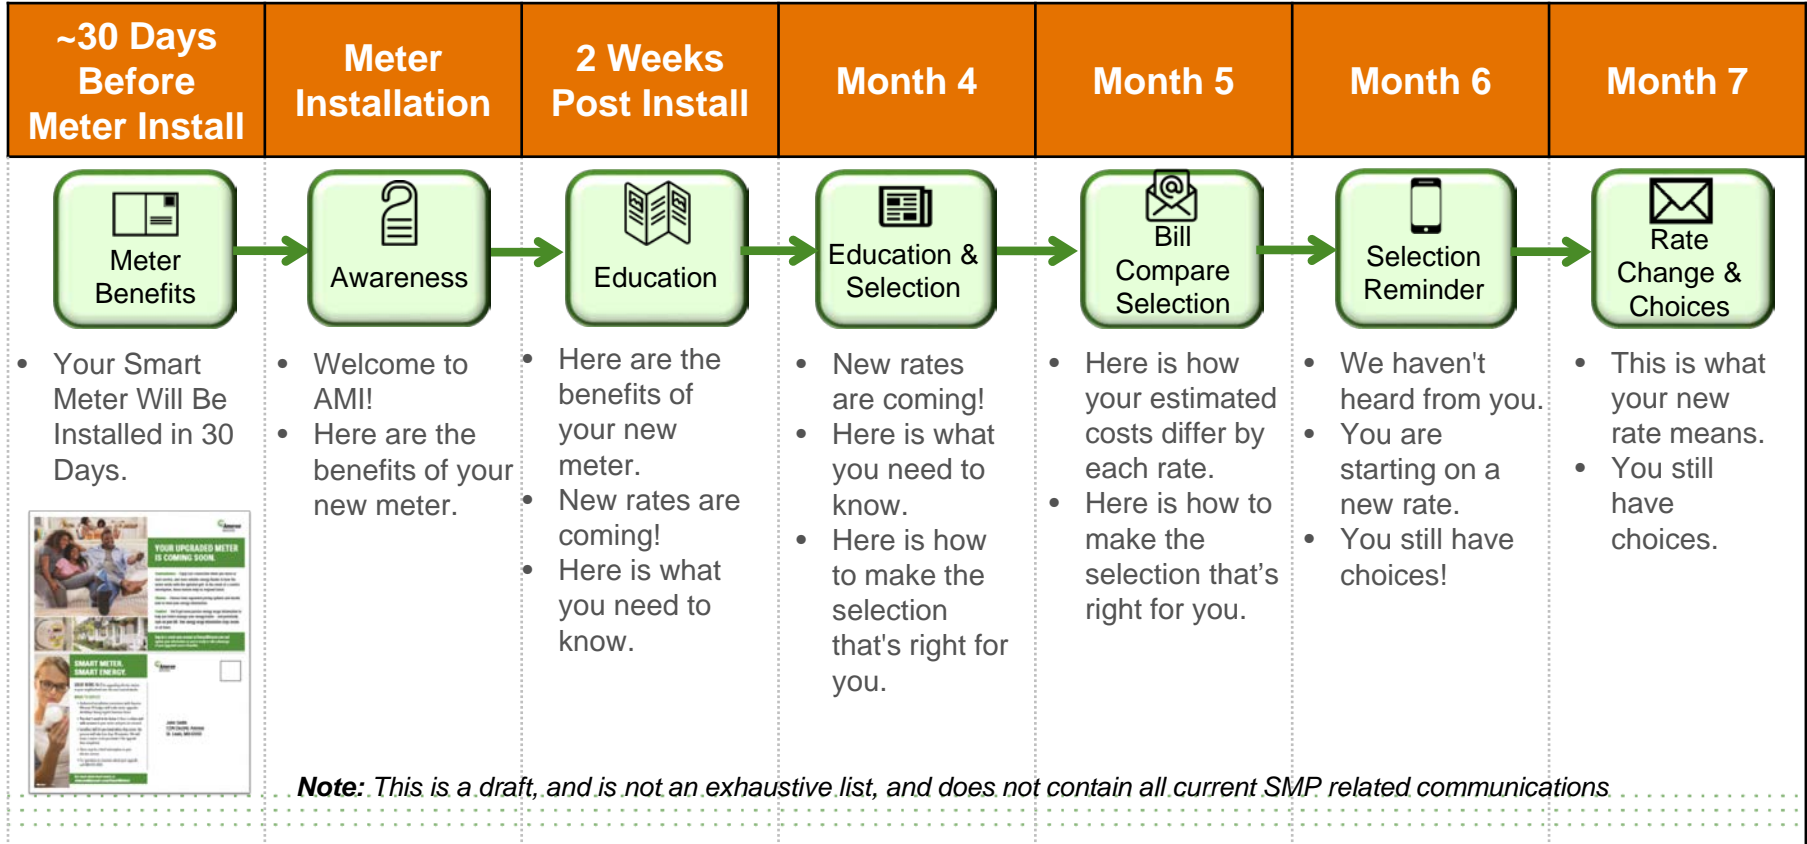 ~30 Days
Before
Meter Install
Meter
Installation
2 Weeks
Post Install
Month 4
Month 5
Month 6
Month 7
Meter
Benefits
Awareness
Education
Education &
Selection
Bill
Compare
Selection
Selection
Reminder
Rate
Change &
Choices
• Your Smart
Meter Will Be
Installed in 30
Days.
• Welcome to
AMI!
• Here are the
benefits of your
new meter.
• Here are the
benefits of
your new
meter.
• New rates are
coming!
• Here is what
you need to
know.
• New rates
are coming!
• Here is what
you need to
know.
• Here is how
to make the
selection
that's right for
you.
• Here is how
your estimated
costs differ by
each rate.
• Here is how to
make the
selection that’s
right for you.
• We haven't
heard from you.
• You are
starting on a
new rate.
• You still have
choices!
• This is what
your new
rate means.
• You still
have
choices.
Ameren
YOUR UPGRADED METER
IS COMING SOON.
SMART METER.
SMART ENERGY.
Ameren
Note: This is a draft, and is not an exhaustive list, and does not contain all current SMP related communications